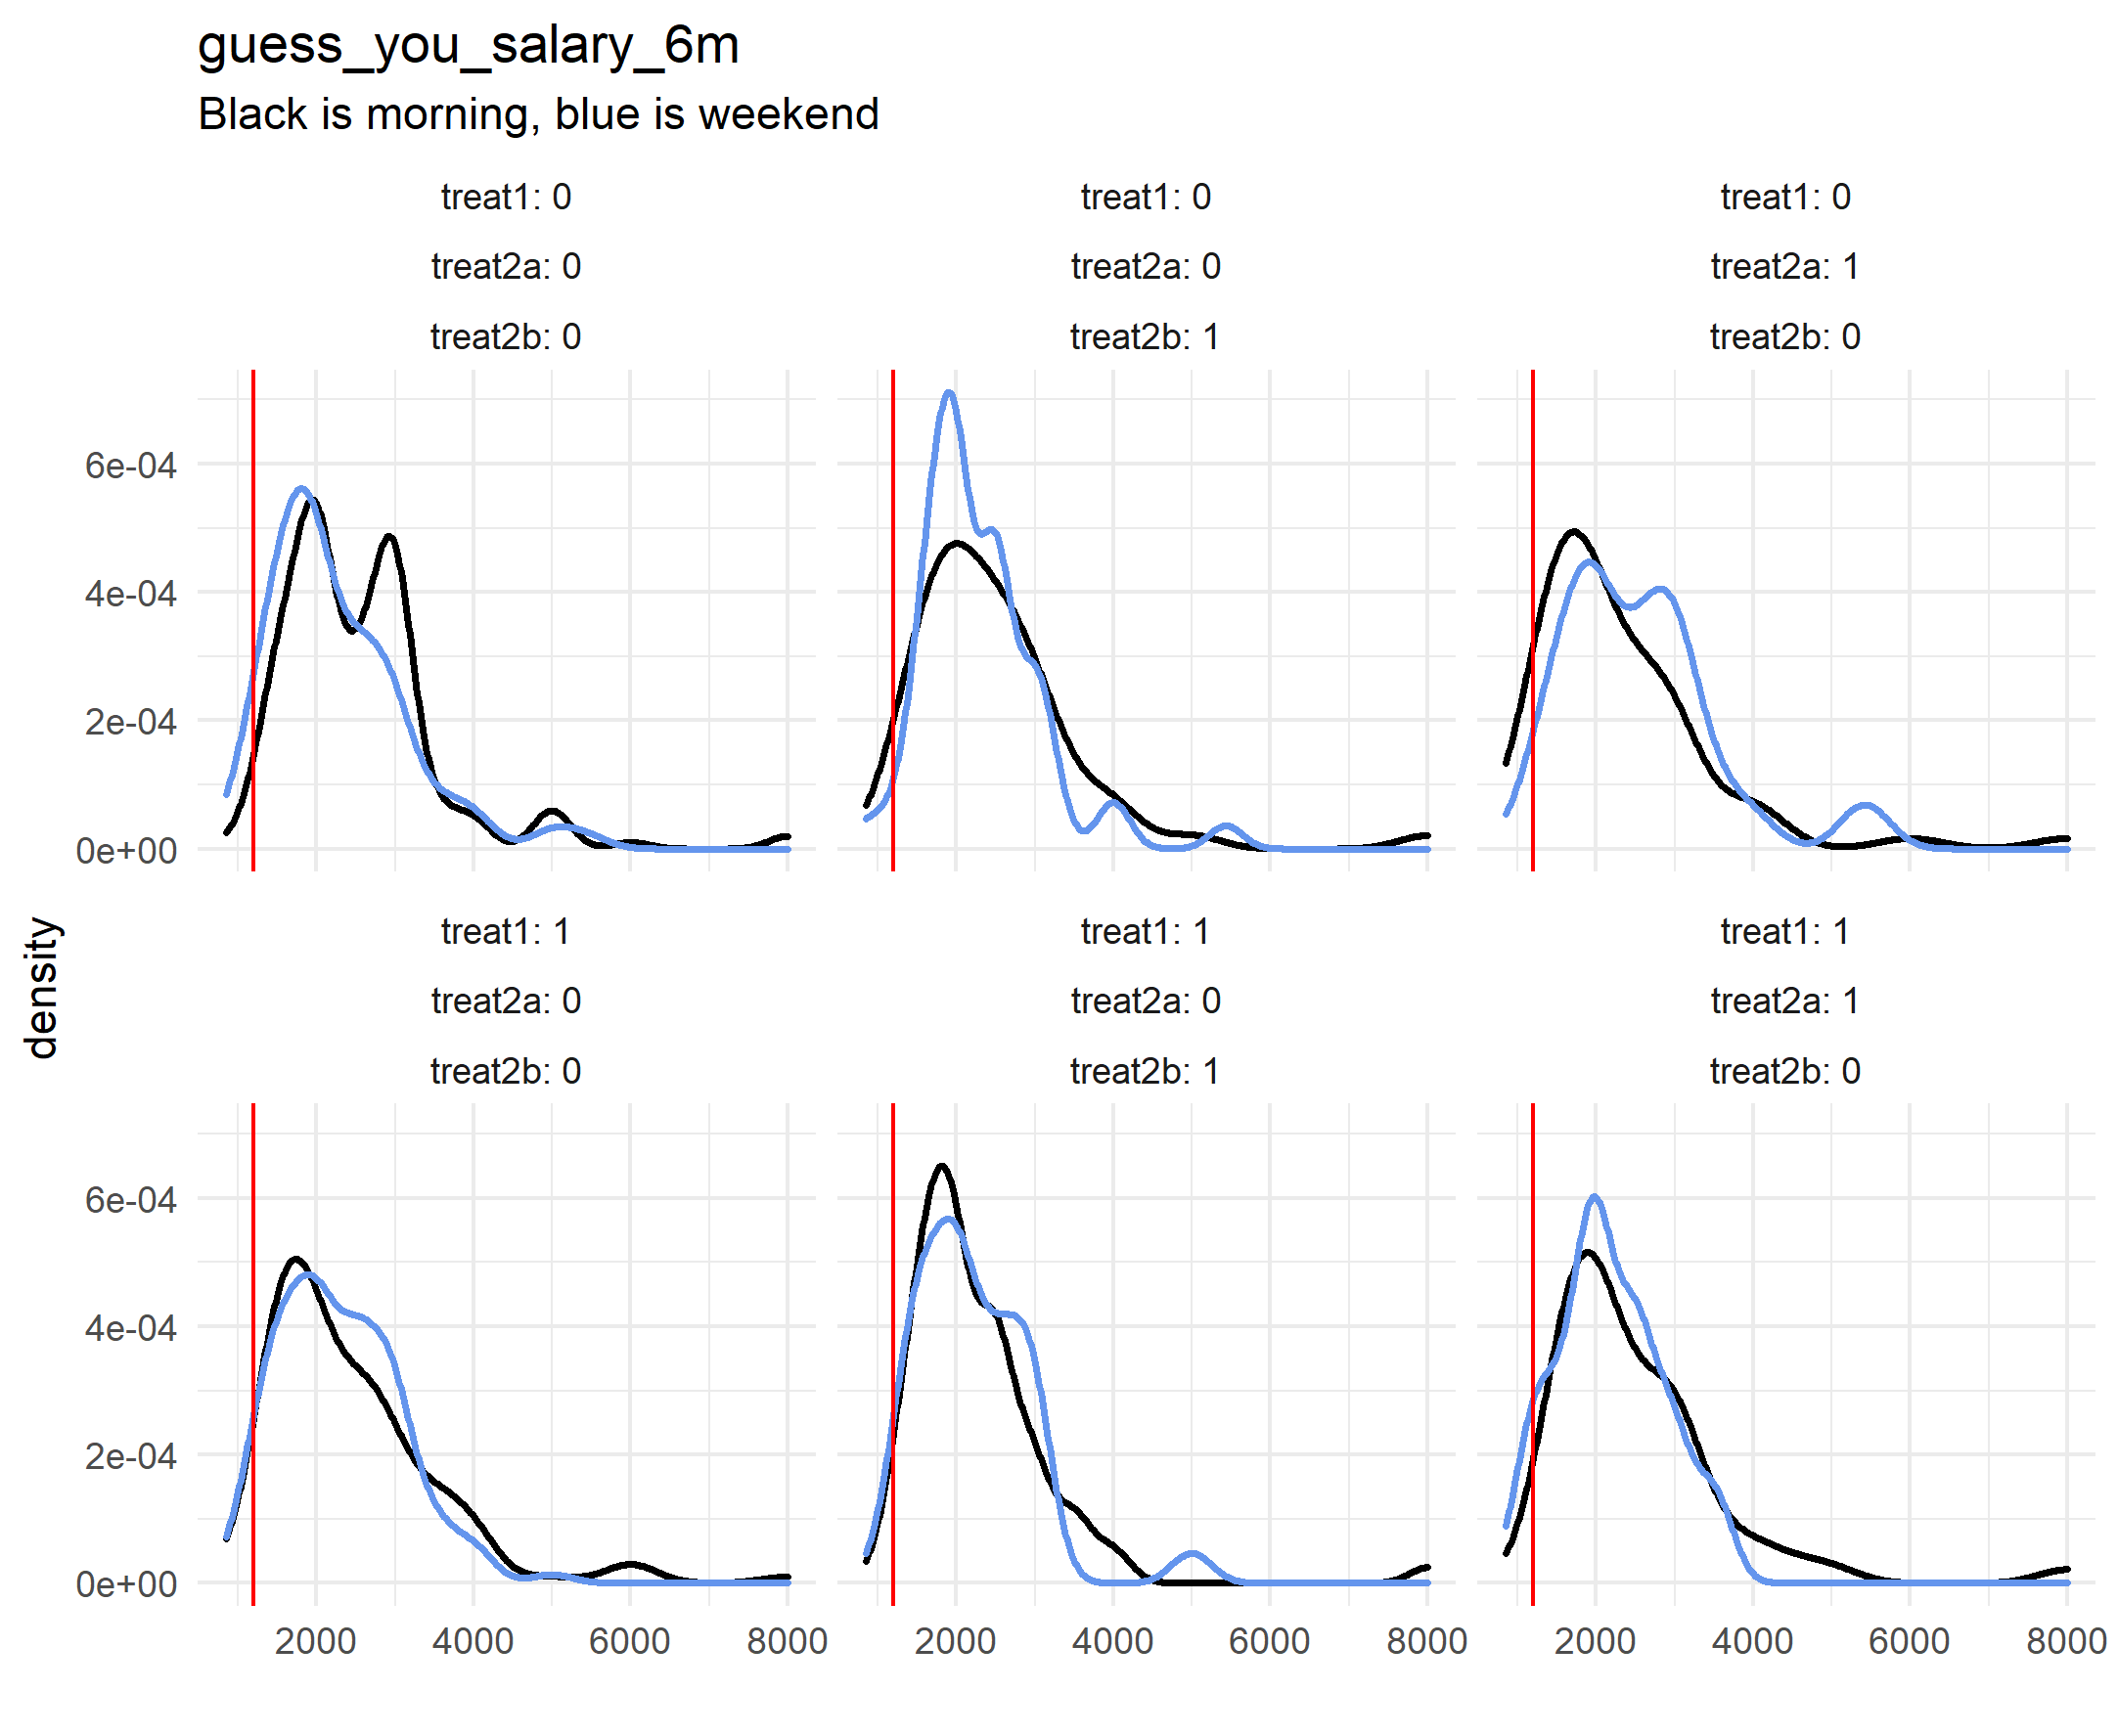 guess_you_salary_6m
Black is morning, blue is weekend
treat1: 0
treat2a: 0
treat2b: 0
treat1: 0
treat2a: 0
treat2b: 1
treat1: 0
treat2a: 1
treat2b: 0
6e-04
4e-04
2e-04
0e+00
density
treat1: 1
treat2a: 0
treat2b: 0
treat1: 1
treat2a: 0
treat2b: 1
treat1: 1
treat2a: 1
treat2b: 0
6e-04
4e-04
2e-04
0e+00
2000 4000 6000 8000 2000 4000 6000 8000 2000 4000 6000 8000